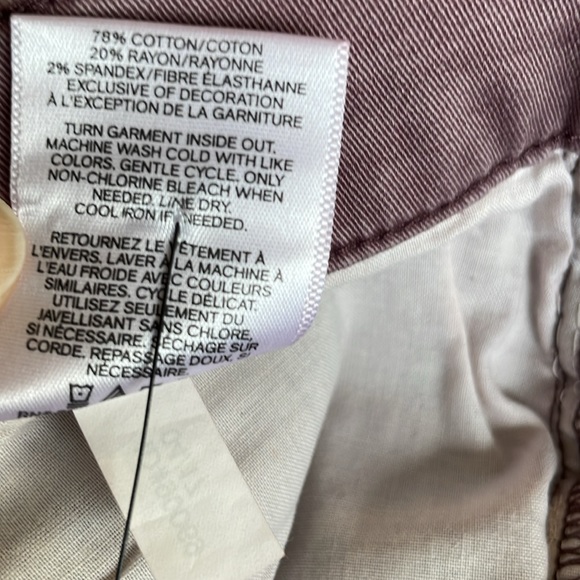 78% COTTON/COTON
20% RAYON/RAYONNE
2% SPANDEX/FIBRE ÉLASTHANNE
EXCLUSIVE OF DECORATION
À L'EXCEPTION DE LA GARNITURE
TURN GARMENT INSIDE OUT.
MACHINE WASH COLD WITH LIKE
COLORS, GENTLE CYCLE. ONLY
NON-CHLORINE BLEACH WHEN
NEEDED. LINE DRY.
COOL IRON IF NEEDED.
RETOURNEZ LE VÊTEMENT À
L'ENVERS. LAVER À LA MACHINE À
L'EAU FROIDE AVEC COULEURS
SIMILAIRES, CYCLE DÉLICAT.
UTILISEZ SEULEMENT DU
JAVELLISANT SANS CHLORE,
SI NÉCESSAIRE. SÉCHAGE SUR
CORDE. REPASSAGE DOUX, SI
NÉCESSAIRE.